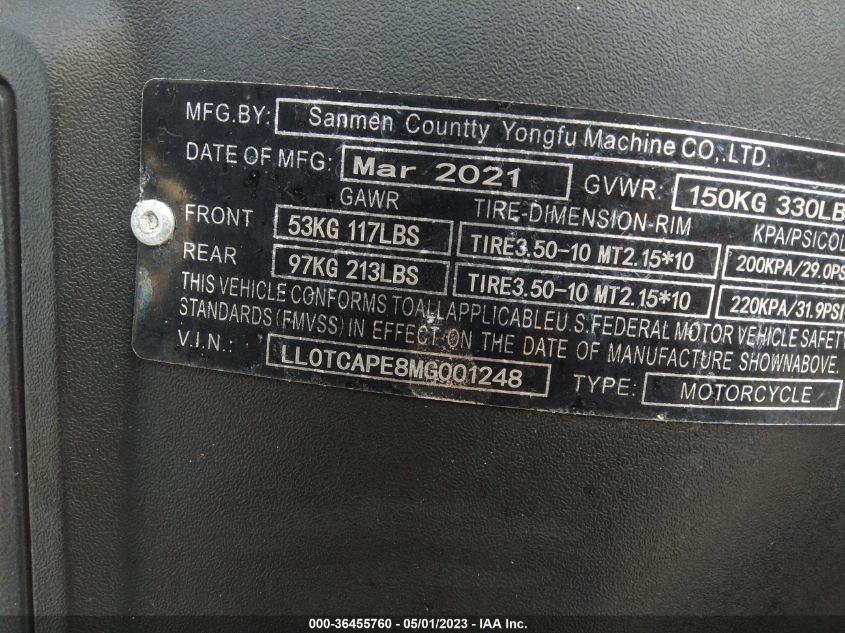 MFG.BY: Sanmen Countty Yongfu Machine CO,.LTD.
DATE OF MFG: Mar 2021 GVWR: 150KG 330LB
GAWR TIRE-DIMENSION-RIM KPA/PSICOL
FRONT 53KG 117LBS TIRE3.50-10 MT2.15*10 200KPA/29.0PS
REAR 97KG 213LBS TIRE3.50-10 MT2.15*10 220KPA/31.9PSI
THIS VEHICLE CONFORMS TOALLAPPLICABLEU.S.FEDERAL MOTOR VEHICLE SAFETY
STANDARDS (FMVSS) IN EFFECT ON THE DATE OF MANUFACTURE SHOWNABOVE.
V.I.N.: LL0TCAPE8MG001248 TYPE: MOTORCYCLE
000-36455760 - 05/01/2023 - IAA Inc.